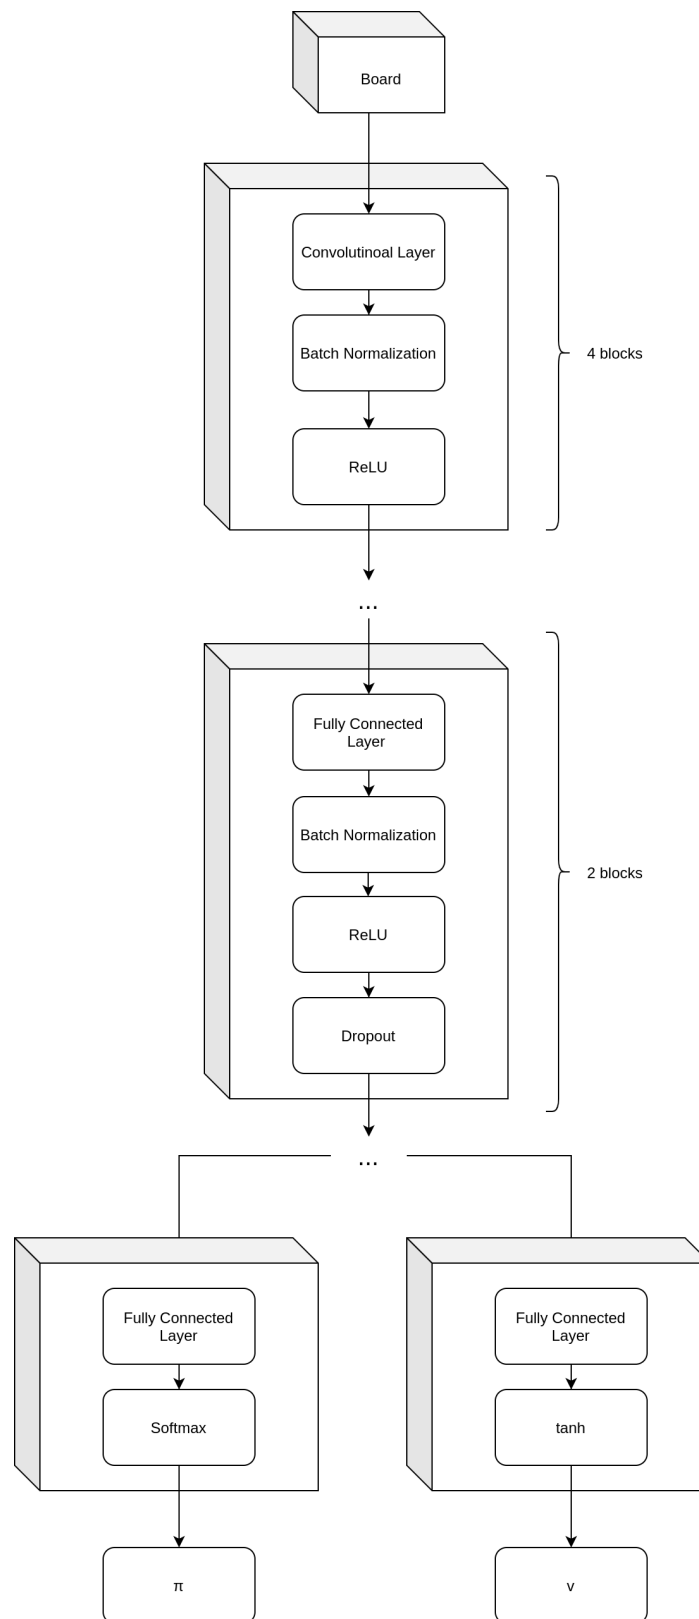 Board
Convolutinoal Layer
Batch Normalization
ReLU
4 blocks
...
Fully Connected
Layer
Batch Normalization
ReLU
Dropout
2 blocks
...
Fully Connected
Layer
Softmax
π
Fully Connected
Layer
tanh
v